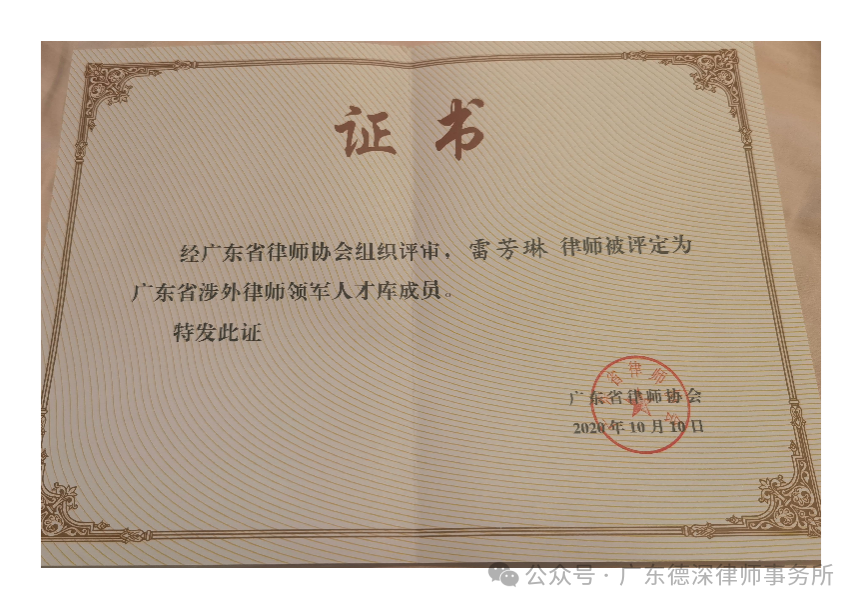 证书
经广东省律师协会组织评审，雷芳琳 律师被评定为
广东省涉外律师领军人才库成员。
特发此证
广东省律师协会
2020年10月10日
公众号·广东德深律师事务所